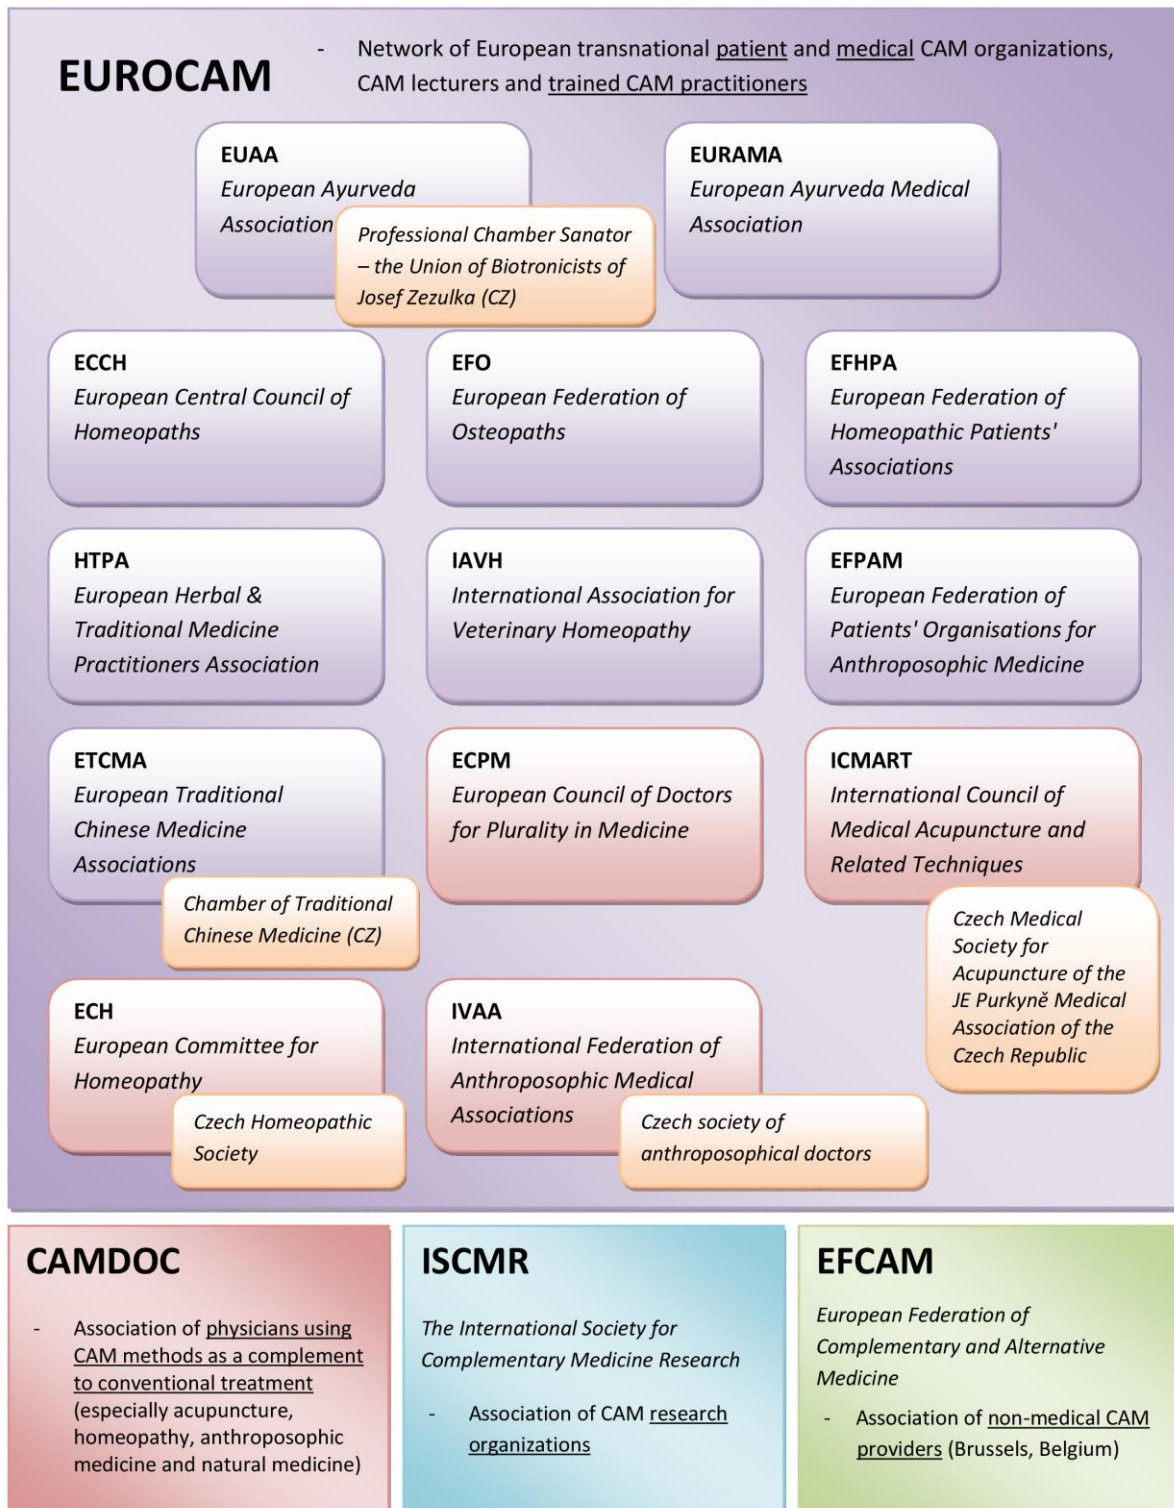 EUROCAM
- Network of European transnational patient and medical CAM organizations,
CAM lecturers and trained CAM practitioners
EUAA
European Ayurveda
Association
Professional Chamber Sanator
– the Union of Biotronicists of
Josef Zezulka (CZ)
EURAMA
European Ayurveda Medical
Association
ECCH
European Central Council of
Homeopaths
EFO
European Federation of
Osteopaths
EFHPA
European Federation of
Homeopathic Patients'
Associations
HTPA
European Herbal &
Traditional Medicine
Practitioners Association
IAVH
International Association for
Veterinary Homeopathy
EFPAM
European Federation of
Patients' Organisations for
Anthroposophic Medicine
ETCMA
European Traditional
Chinese Medicine
Associations
Chamber of Traditional
Chinese Medicine (CZ)
ECPM
European Council of Doctors
for Plurality in Medicine
ICMART
International Council of
Medical Acupuncture and
Related Techniques
Czech Medical
Society for
Acupuncture of the
JE Purkyně Medical
Association of the
Czech Republic
ECH
European Committee for
Homeopathy
Czech Homeopathic
Society
IVAA
International Federation of
Anthroposophic Medical
Associations
Czech society of
anthroposophical doctors
CAMDOC
- Association of physicians using
CAM methods as a complement
to conventional treatment
(especially acupuncture,
homeopathy, anthroposophic
medicine and natural medicine)
ISCMR
The International Society for
Complementary Medicine Research
- Association of CAM research
organizations
EFCAM
European Federation of
Complementary and Alternative
Medicine
- Association of non-medical CAM
providers (Brussels, Belgium)